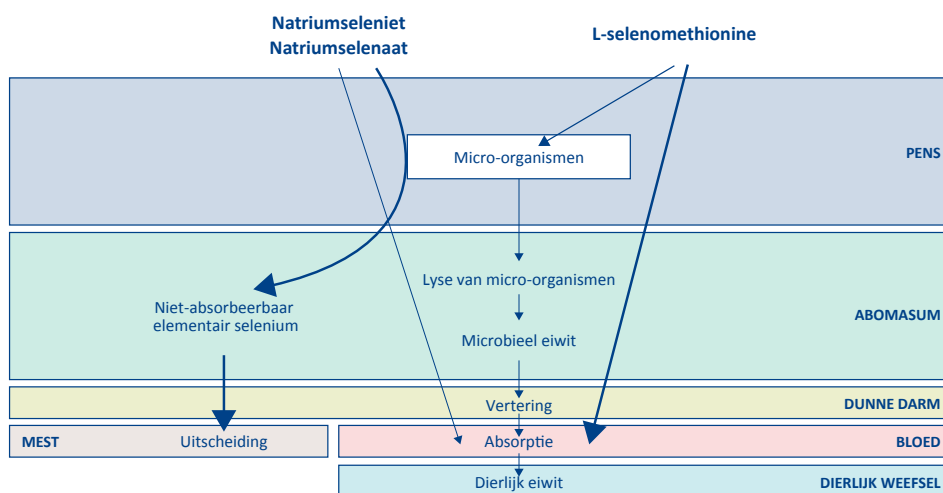 Natriumseleniet
Natriumselenaat
L-selenomethionine
Micro-organismen
PENS
Lyse van micro-organismen
Niet-absorbeerbaar
elementair selenium
Microbieel eiwit
ABOMASUM
Vertering
DUNNE DARM
MEST
Uitscheiding
Absorptie
BLOED
Dierlijk eiwit
DIERLIJK WEEFSEL